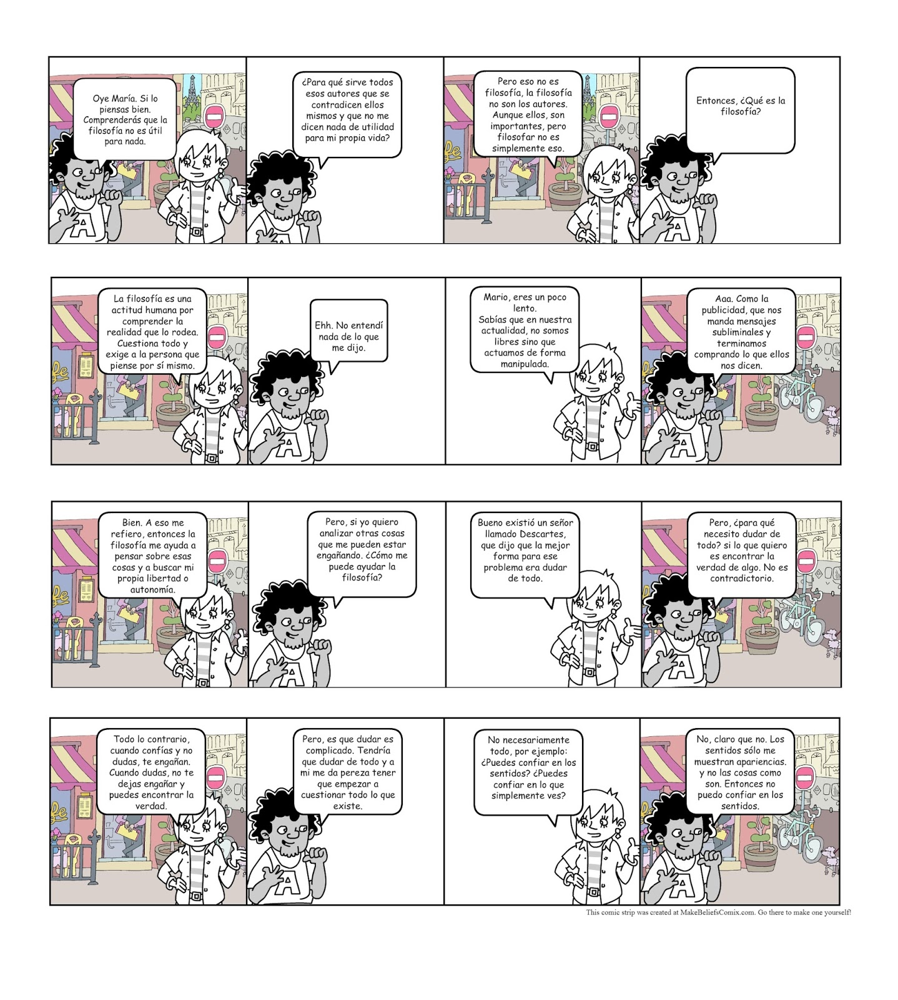 Oye María. Si lo
piensas bien.
Comprenderás que la
filosofía no es útil
para nada.
¿Para qué sirve todos
esos autores que se
contradicen ellos
mismos y que no me
dicen nada de utilidad
para mi propia vida?
Pero eso no es
filosofía, la filosofía
no son los autores.
Aunque ellos, son
importantes, pero
filosofar no es
simplemente eso.
Entonces, ¿Qué es la
filosofía?
A
A
A
La filosofía es una
actitud humana por
comprender la
realidad que lo rodea.
Cuestiona todo y
exige a la persona que
piense por sí mismo.
Ehh. No entendí
nada de lo que
me dijo.
Mario, eres un poco
lento.
Sabías que en nuestra
actualidad, no somos
libres sino que
actuamos de forma
manipulada.
Aaa. Como la
publicidad, que nos
manda mensajes
subliminales y
terminamos
comprando lo que ellos
nos dicen.
A
A
Bien. A eso me
refiero, entonces la
filosofía me ayuda a
pensar sobre esas
cosas y a buscar mi
propia libertad o
autonomía.
Pero, si yo quiero
analizar otras cosas
que me pueden estar
engañando. ¿Cómo me
puede ayudar la
filosofía?
Bueno existió un señor
llamado Descartes,
que dijo que la mejor
forma para ese
problema era dudar
de todo.
Pero, ¿para qué
necesito dudar de
todo? si lo que quiero
es encontrar la
verdad de algo. No es
contradictorio.
A
A
Todo lo contrario,
cuando confías y no
dudas, te engañan.
Cuando dudas, no te
dejas engañar y
puedes encontrar la
verdad.
Pero, es que dudar es
complicado. Tendría
que dudar de todo y a
mi me da pereza tener
que empezar a
cuestionar todo lo que
existe.
No necesariamente
todo, por ejemplo:
¿Puedes confiar en los
sentidos? ¿Puedes
confiar en lo que
simplemente ves?
No, claro que no. Los
sentidos sólo me
muestran apariencias.
y no las cosas como
son. Entonces no
puedo confiar en los
sentidos.
A
A
This comic strip was created at MakeBeliefsComix.com. Go there to make one yourself!